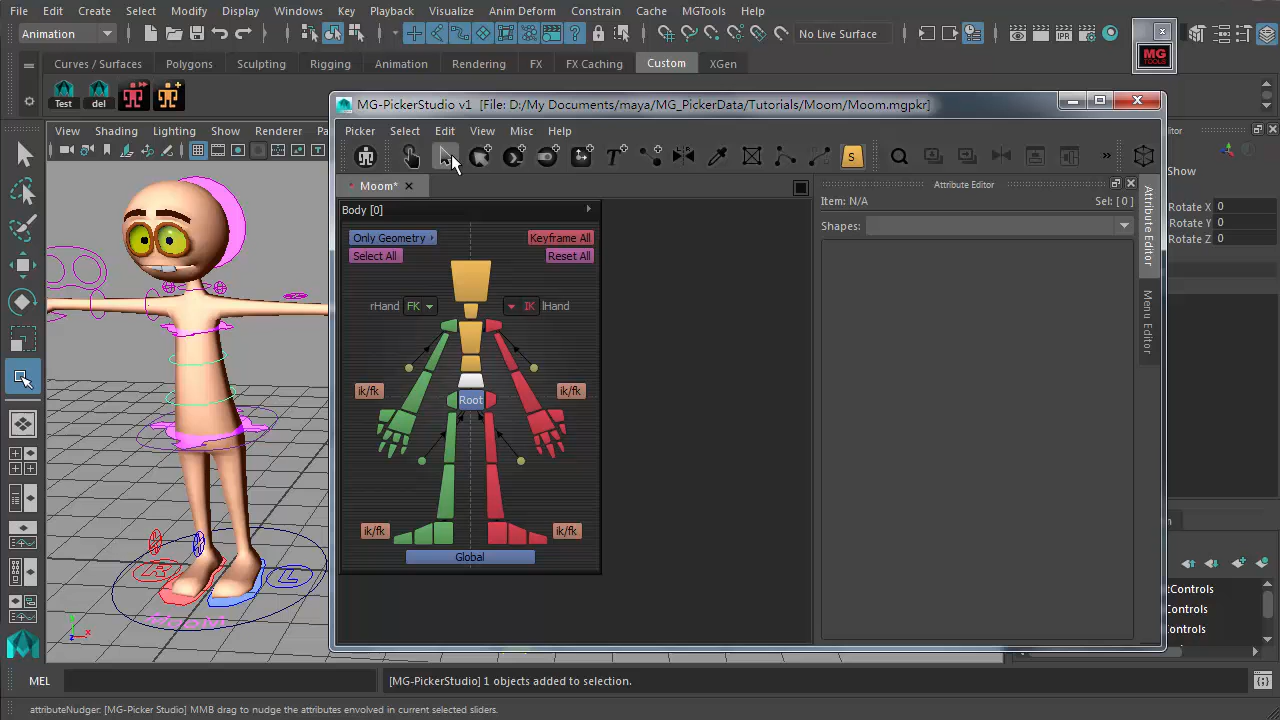 File Edit Create Select Modify Display Windows Key Playback Visualize Anim Deform Constrain Cache MGTools Help
Animation No Live Surface
MG TOOLS
Curves / Surfaces Polygons Sculpting Rigging Animation Rendering FX FX Caching Custom XGen
Test del
MG-PickerStudio v1 [File: D:/My Documents/maya/MG_PickerData/Tutorials/Moom/Moom.mgpkr]
View Shading Lighting Show Renderer
Picker Select Edit View Misc Help
IPR
T S
Moom*
Attribute Editor
Item: N/A Sel: [ 0 ]
Shapes:
Body [0]
Only Geometry Keyframe All
Select All Reset All
rHand FK IK lHand
ik/fk ik/fk
Root
ik/fk ik/fk
Global
Attribute Editor
Menu Editor
Show
Rotate X 0
Rotate Y 0
Rotate Z 0
R L
MOOM
y
z x
:Controls
Controls
Controls
MEL [MG-PickerStudio] 1 objects added to selection.
attributeNudger: [MG-Picker Studio] MMB drag to nudge the attributes envolved in current selected sliders.